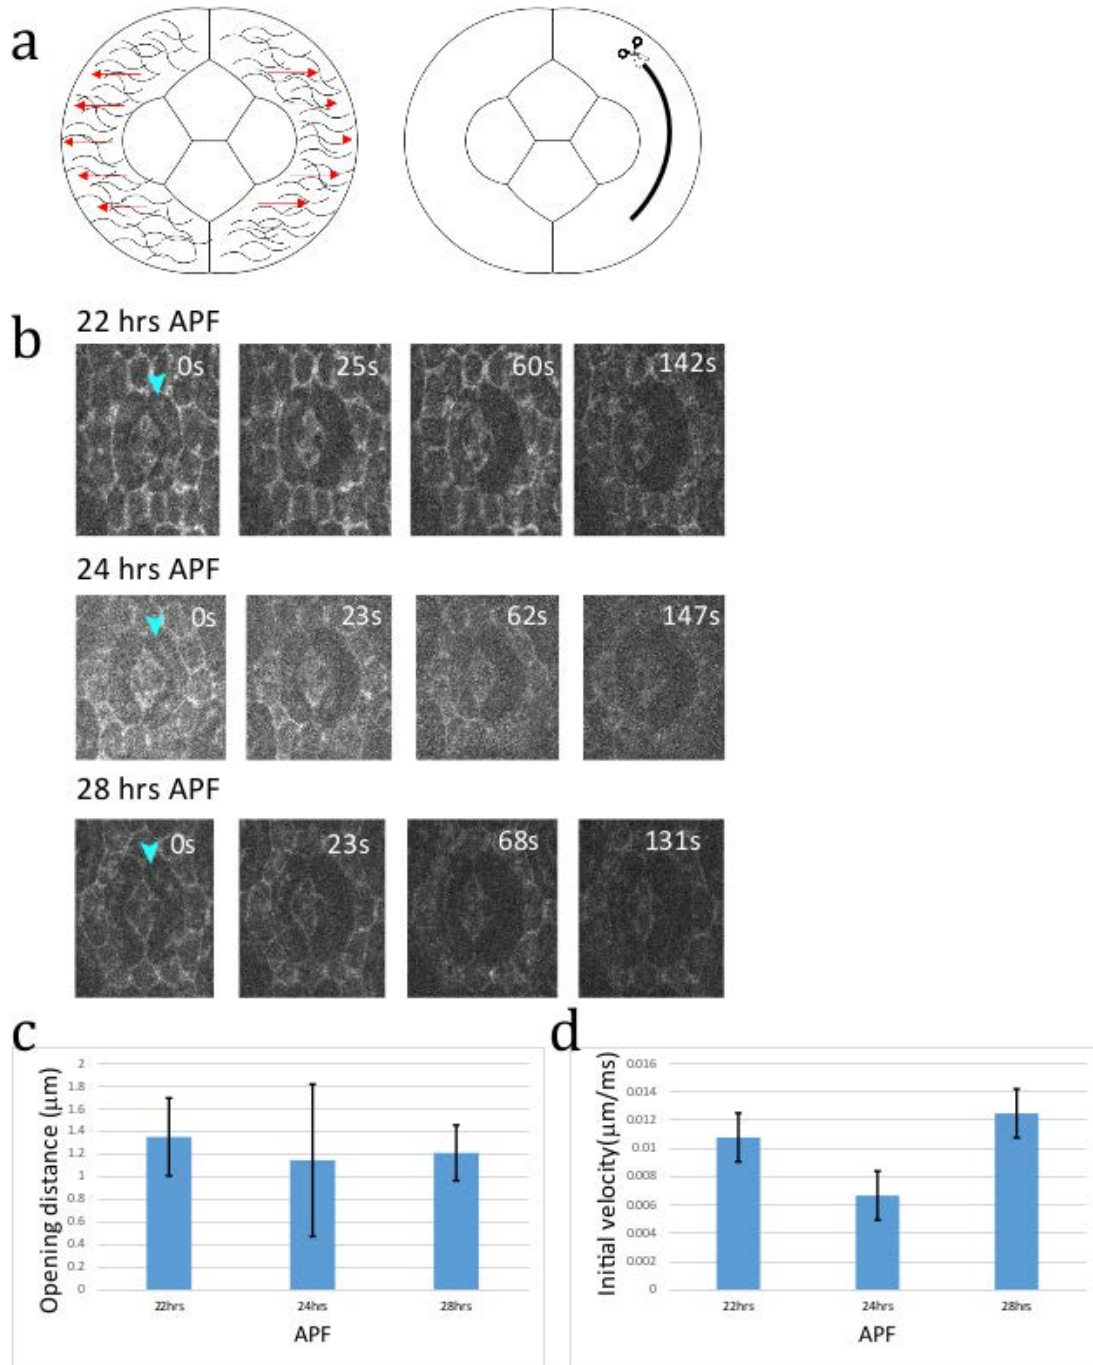 a
b
22 hrs APF
0s 25s 60s 142s
24 hrs APF
0s 23s 62s 147s
28 hrs APF
0s 23s 68s 131s
c
Opening distance (μm)
2
1.8
1.6
1.4
1.2
1
0.8
0.6
0.4
0.2
0
22hrs 24hrs 28hrs
APF
d
Initial velocity(μm/ms)
0.016
0.014
0.012
0.01
0.008
0.006
0.004
0.002
0
22hrs 24hrs 28hrs
APF